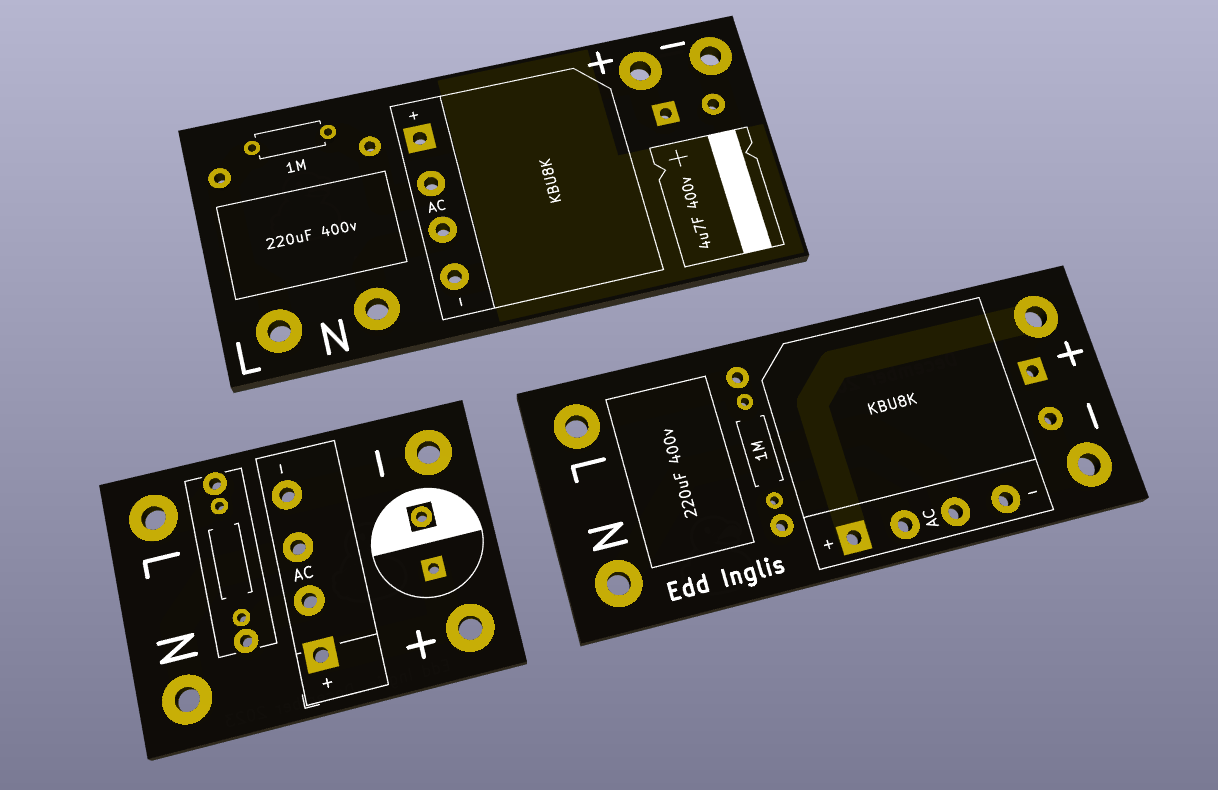 + −
+
1M
KBU8K
AC
220uF 400v
+
4u7F 400v
−
L N
L
220uF 400v
1M
KBU8K
+
−
N
+ AC −
Edd Inglis
−
−
L
AC
N
+
+